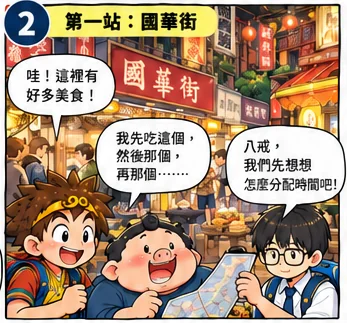 2
第一站：國華街
國華街
哇！這裡有
好多美食！
我先吃這個，
然後那個，
再那個⋯⋯
八戒，
我們先想想
怎麼分配時間吧！